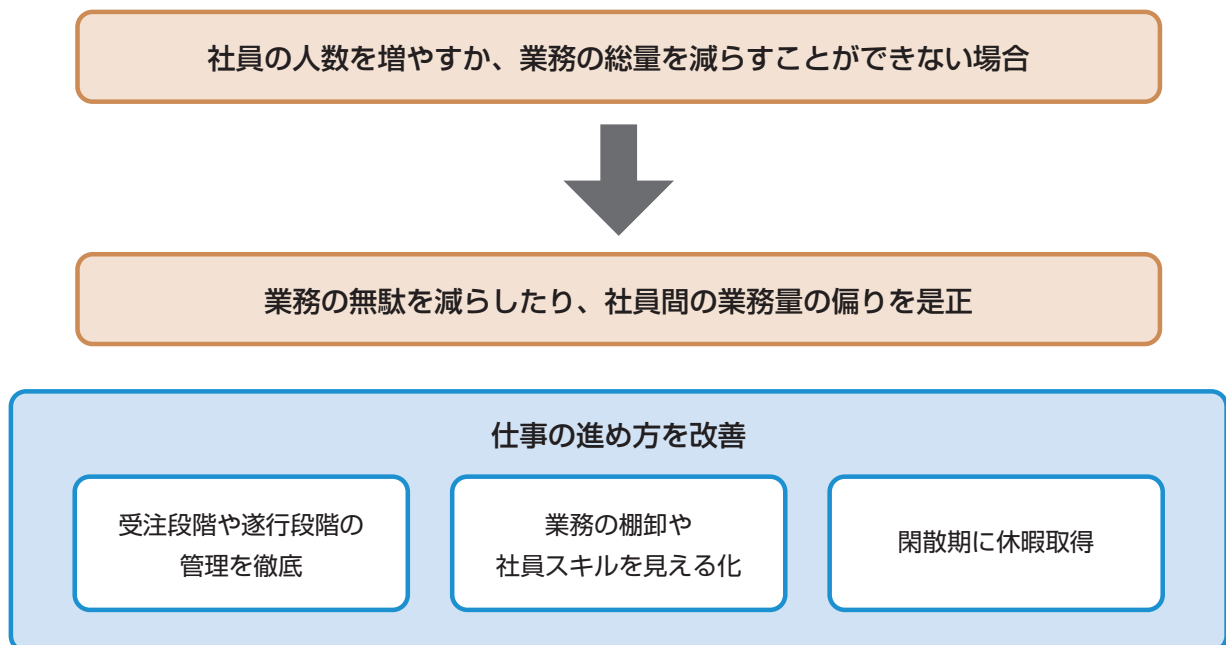 社員の人数を増やすか、業務の総量を減らすことができない場合
業務の無駄を減らしたり、社員間の業務量の偏りを是正
仕事の進め方を改善
受注段階や遂行段階の
管理を徹底
業務の棚卸や
社員スキルを見える化
閑散期に休暇取得